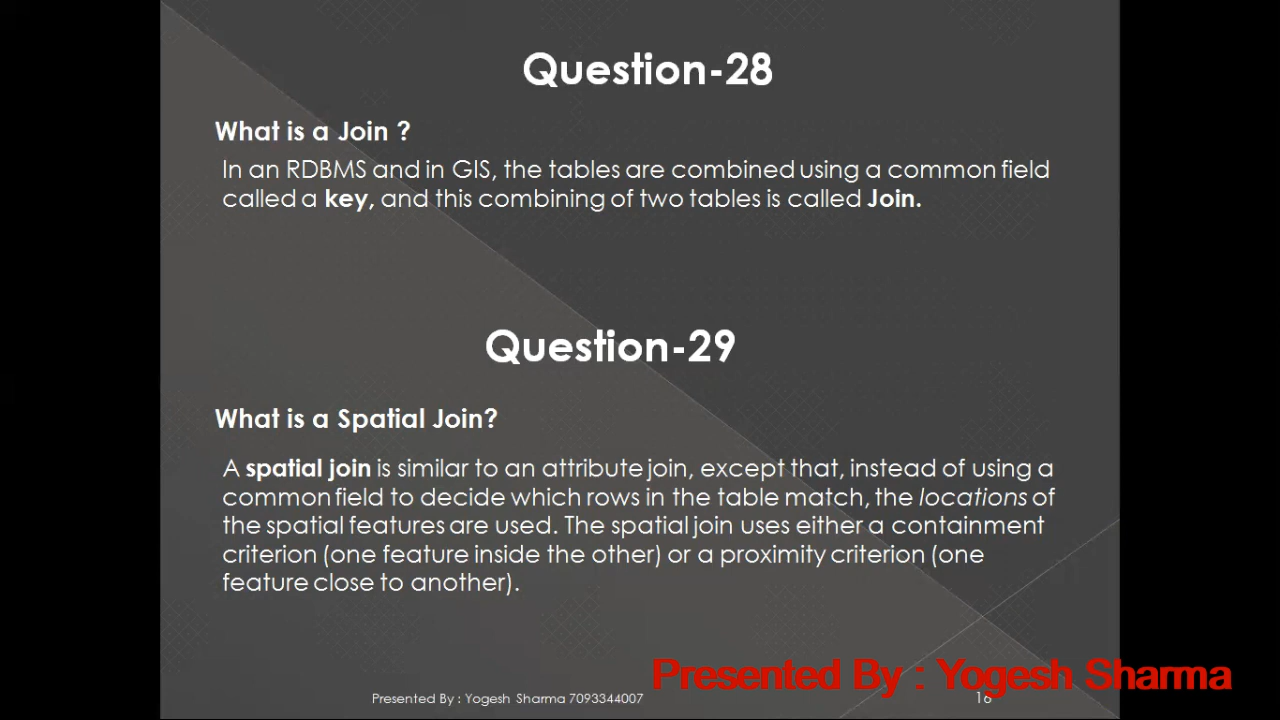 Question-28
What is a Join ?
In an RDBMS and in GIS, the tables are combined using a common field
called a key, and this combining of two tables is called Join.
Question-29
What is a Spatial Join?
A spatial join is similar to an attribute join, except that, instead of using a
common field to decide which rows in the table match, the locations of
the spatial features are used. The spatial join uses either a containment
criterion (one feature inside the other) or a proximity criterion (one
feature close to another).
Presented By : Yogesh Sharma
Presented By : Yogesh Sharma 7093344007
16